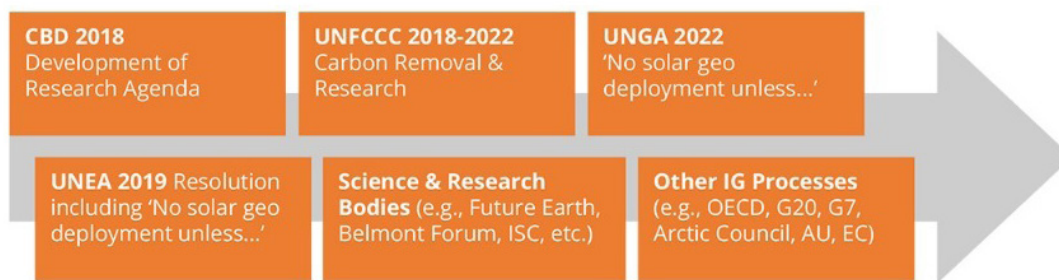 CBD 2018
Development of
Research Agenda
UNFCCC 2018-2022
Carbon Removal &
Research
UNGA 2022
‘No solar geo
deployment unless...’
UNEA 2019 Resolution
including ‘No solar geo
deployment unless...’
Science & Research
Bodies (e.g., Future Earth,
Belmont Forum, ISC, etc.)
Other IG Processes
(e.g., OECD, G20, G7,
Arctic Council, AU, EC)